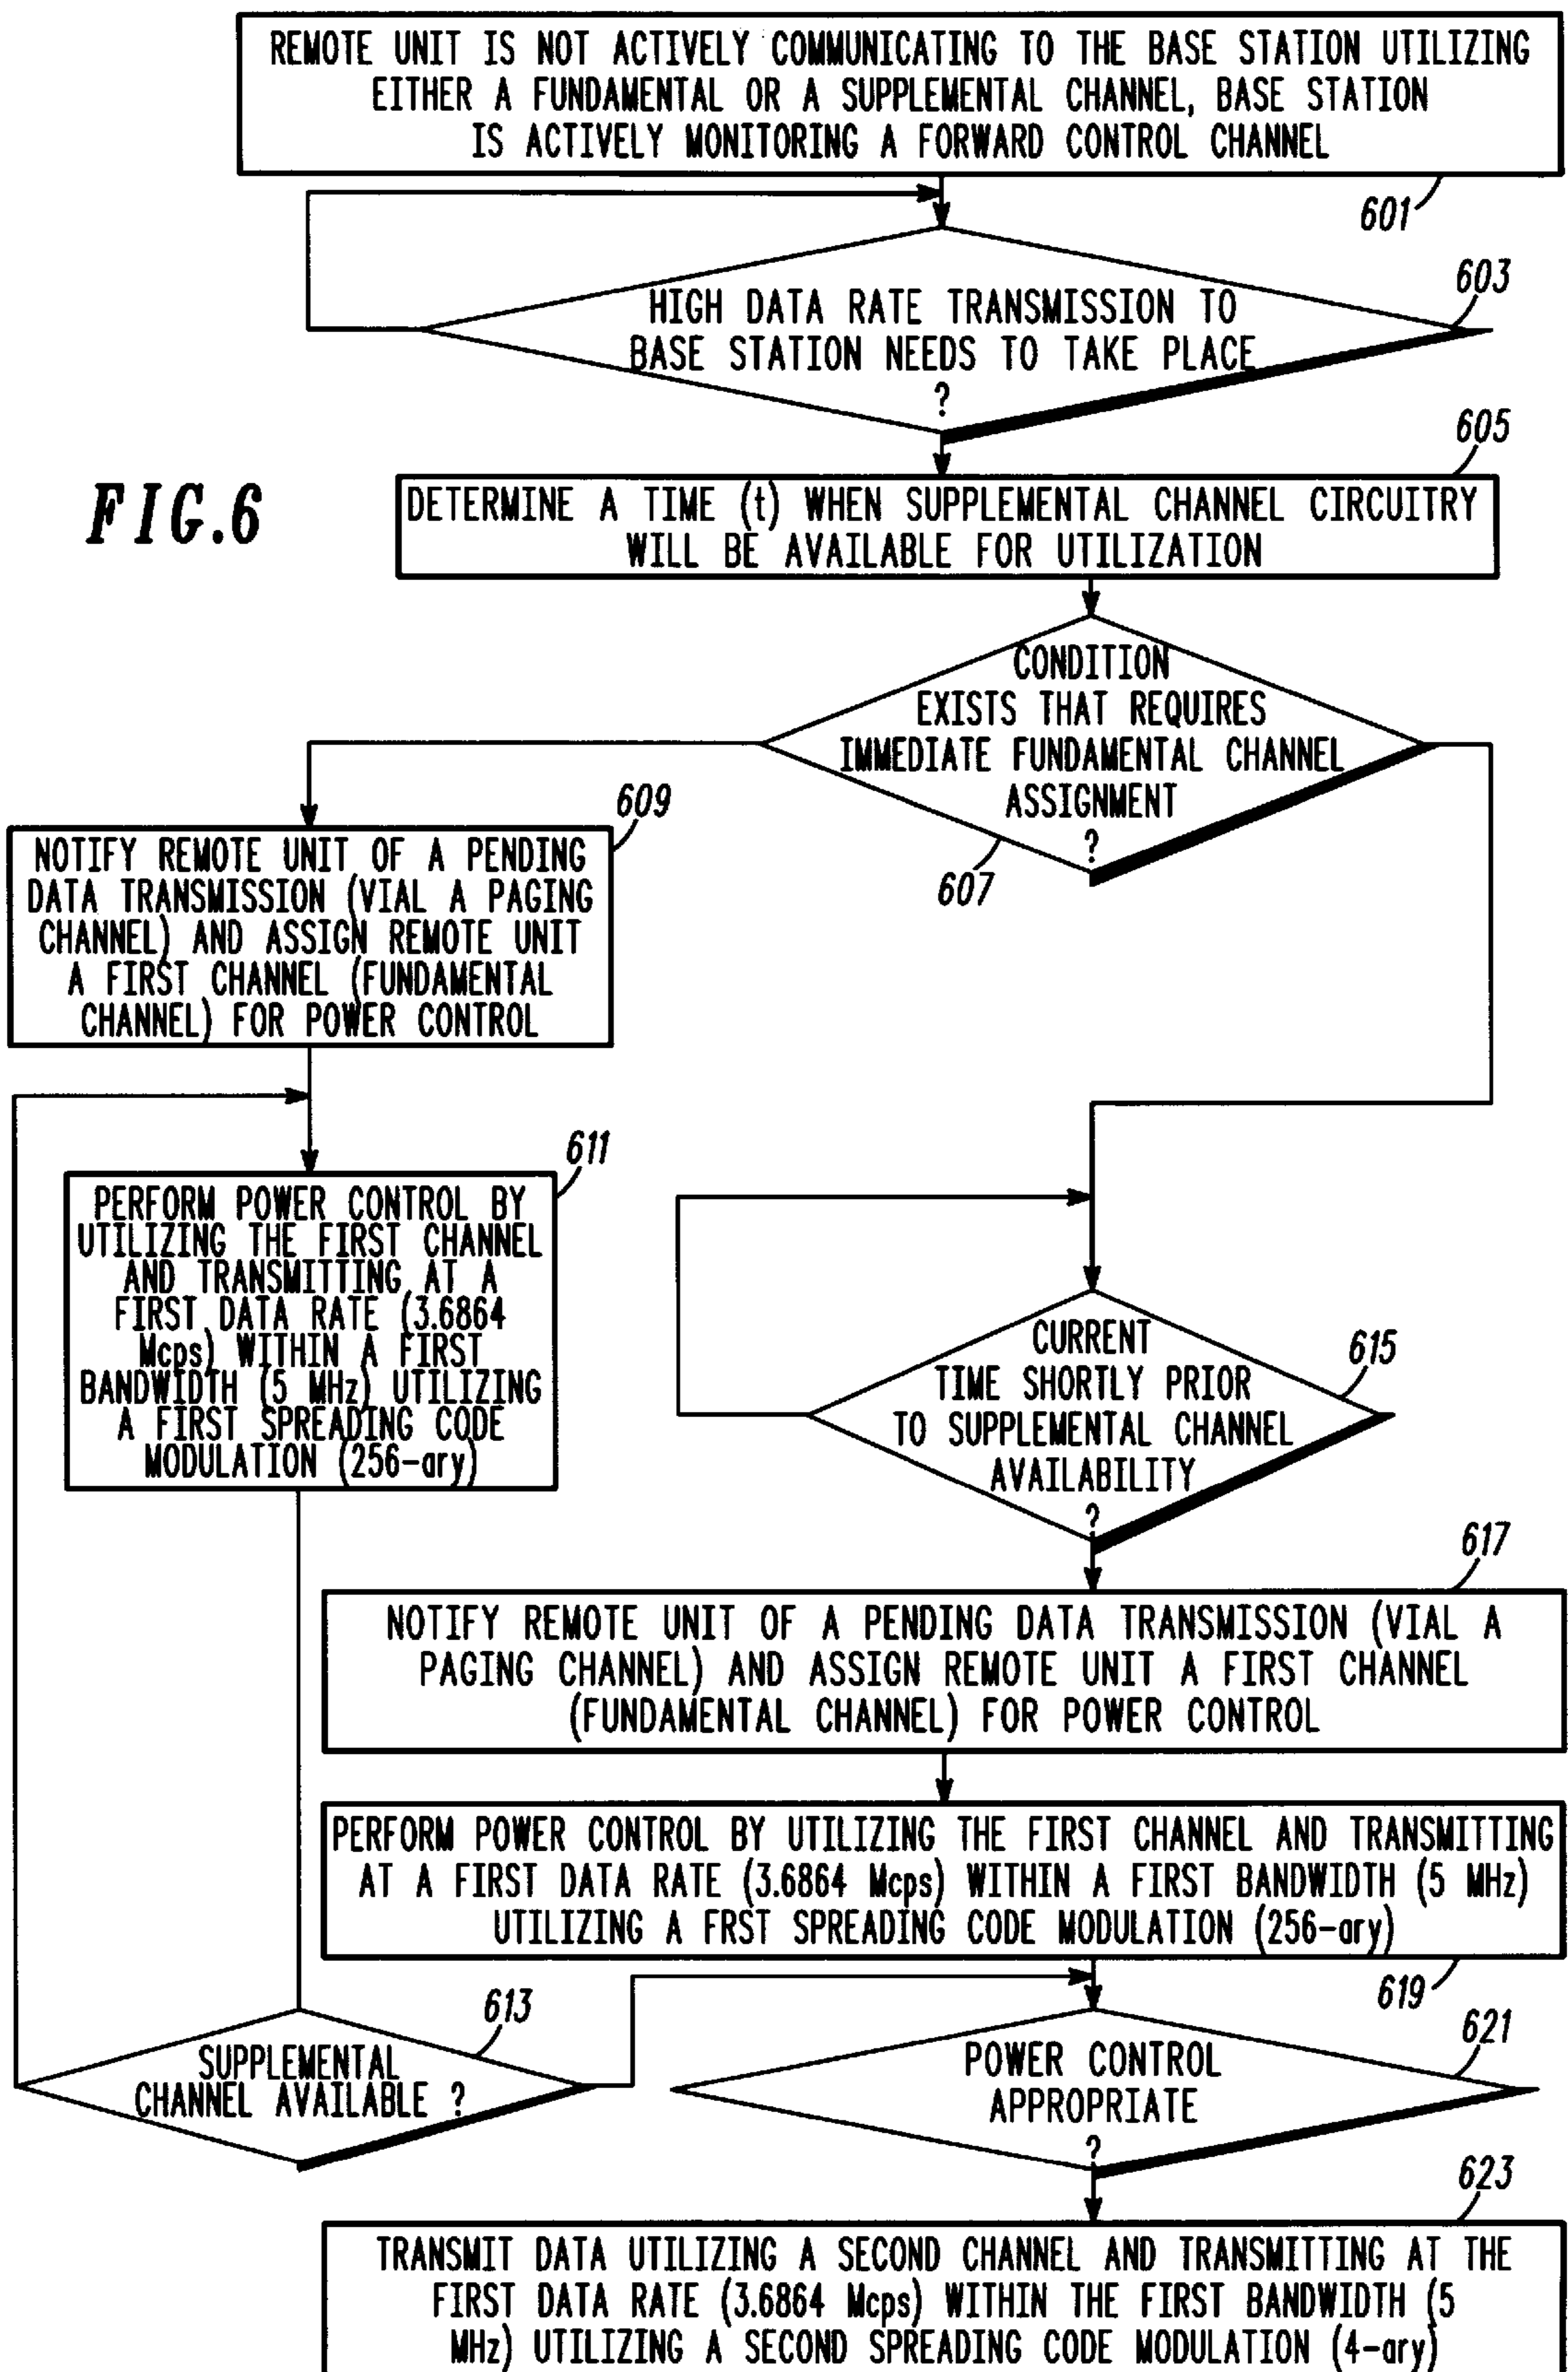 REMOTE UNIT IS NOT ACTIVELY COMMUNICATING TO THE BASE STATION UTILIZING
EITHER A FUNDAMENTAL OR A SUPPLEMENTAL CHANNEL, BASE STATION
IS ACTIVELY MONITORING A FORWARD CONTROL CHANNEL
601
603
HIGH DATA RATE TRANSMISSION TO
BASE STATION NEEDS TO TAKE PLACE
?
605
FIG.6
DETERMINE A TIME (t) WHEN SUPPLEMENTAL CHANNEL CIRCUITRY
WILL BE AVAILABLE FOR UTILIZATION
CONDITION
EXISTS THAT REQUIRES
IMMEDIATE FUNDAMENTAL CHANNEL
ASSIGNMENT
?
607
609
NOTIFY REMOTE UNIT OF A PENDING
DATA TRANSMISSION (VIAL A PAGING
CHANNEL) AND ASSIGN REMOTE UNIT
A FIRST CHANNEL (FUNDAMENTAL
CHANNEL) FOR POWER CONTROL
611
PERFORM POWER CONTROL BY
UTILIZING THE FIRST CHANNEL
AND TRANSMITTING AT A
FIRST DATA RATE (3.6864
Mcps) WITHIN A FIRST
BANDWIDTH (5 MHz) UTILIZING
A FIRST SPREADING CODE
MODULATION (256-ary)
CURRENT
TIME SHORTLY PRIOR
TO SUPPLEMENTAL CHANNEL
AVAILABILITY
?
615
617
NOTIFY REMOTE UNIT OF A PENDING DATA TRANSMISSION (VIAL A
PAGING CHANNEL) AND ASSIGN REMOTE UNIT A FIRST CHANNEL
(FUNDAMENTAL CHANNEL) FOR POWER CONTROL
PERFORM POWER CONTROL BY UTILIZING THE FIRST CHANNEL AND TRANSMITTING
AT A FIRST DATA RATE (3.6864 Mcps) WITHIN A FIRST BANDWIDTH (5 MHz)
UTILIZING A FRST SPREADING CODE MODULATION (256-ary)
619
613
SUPPLEMENTAL
CHANNEL AVAILABLE ?
621
POWER CONTROL
APPROPRIATE
?
623
TRANSMIT DATA UTILIZING A SECOND CHANNEL AND TRANSMITTING AT THE
FIRST DATA RATE (3.6864 Mcps) WITHIN THE FIRST BANDWIDTH (5
MHz) UTILIZING A SECOND SPREADING CODE MODULATION (4-ary)